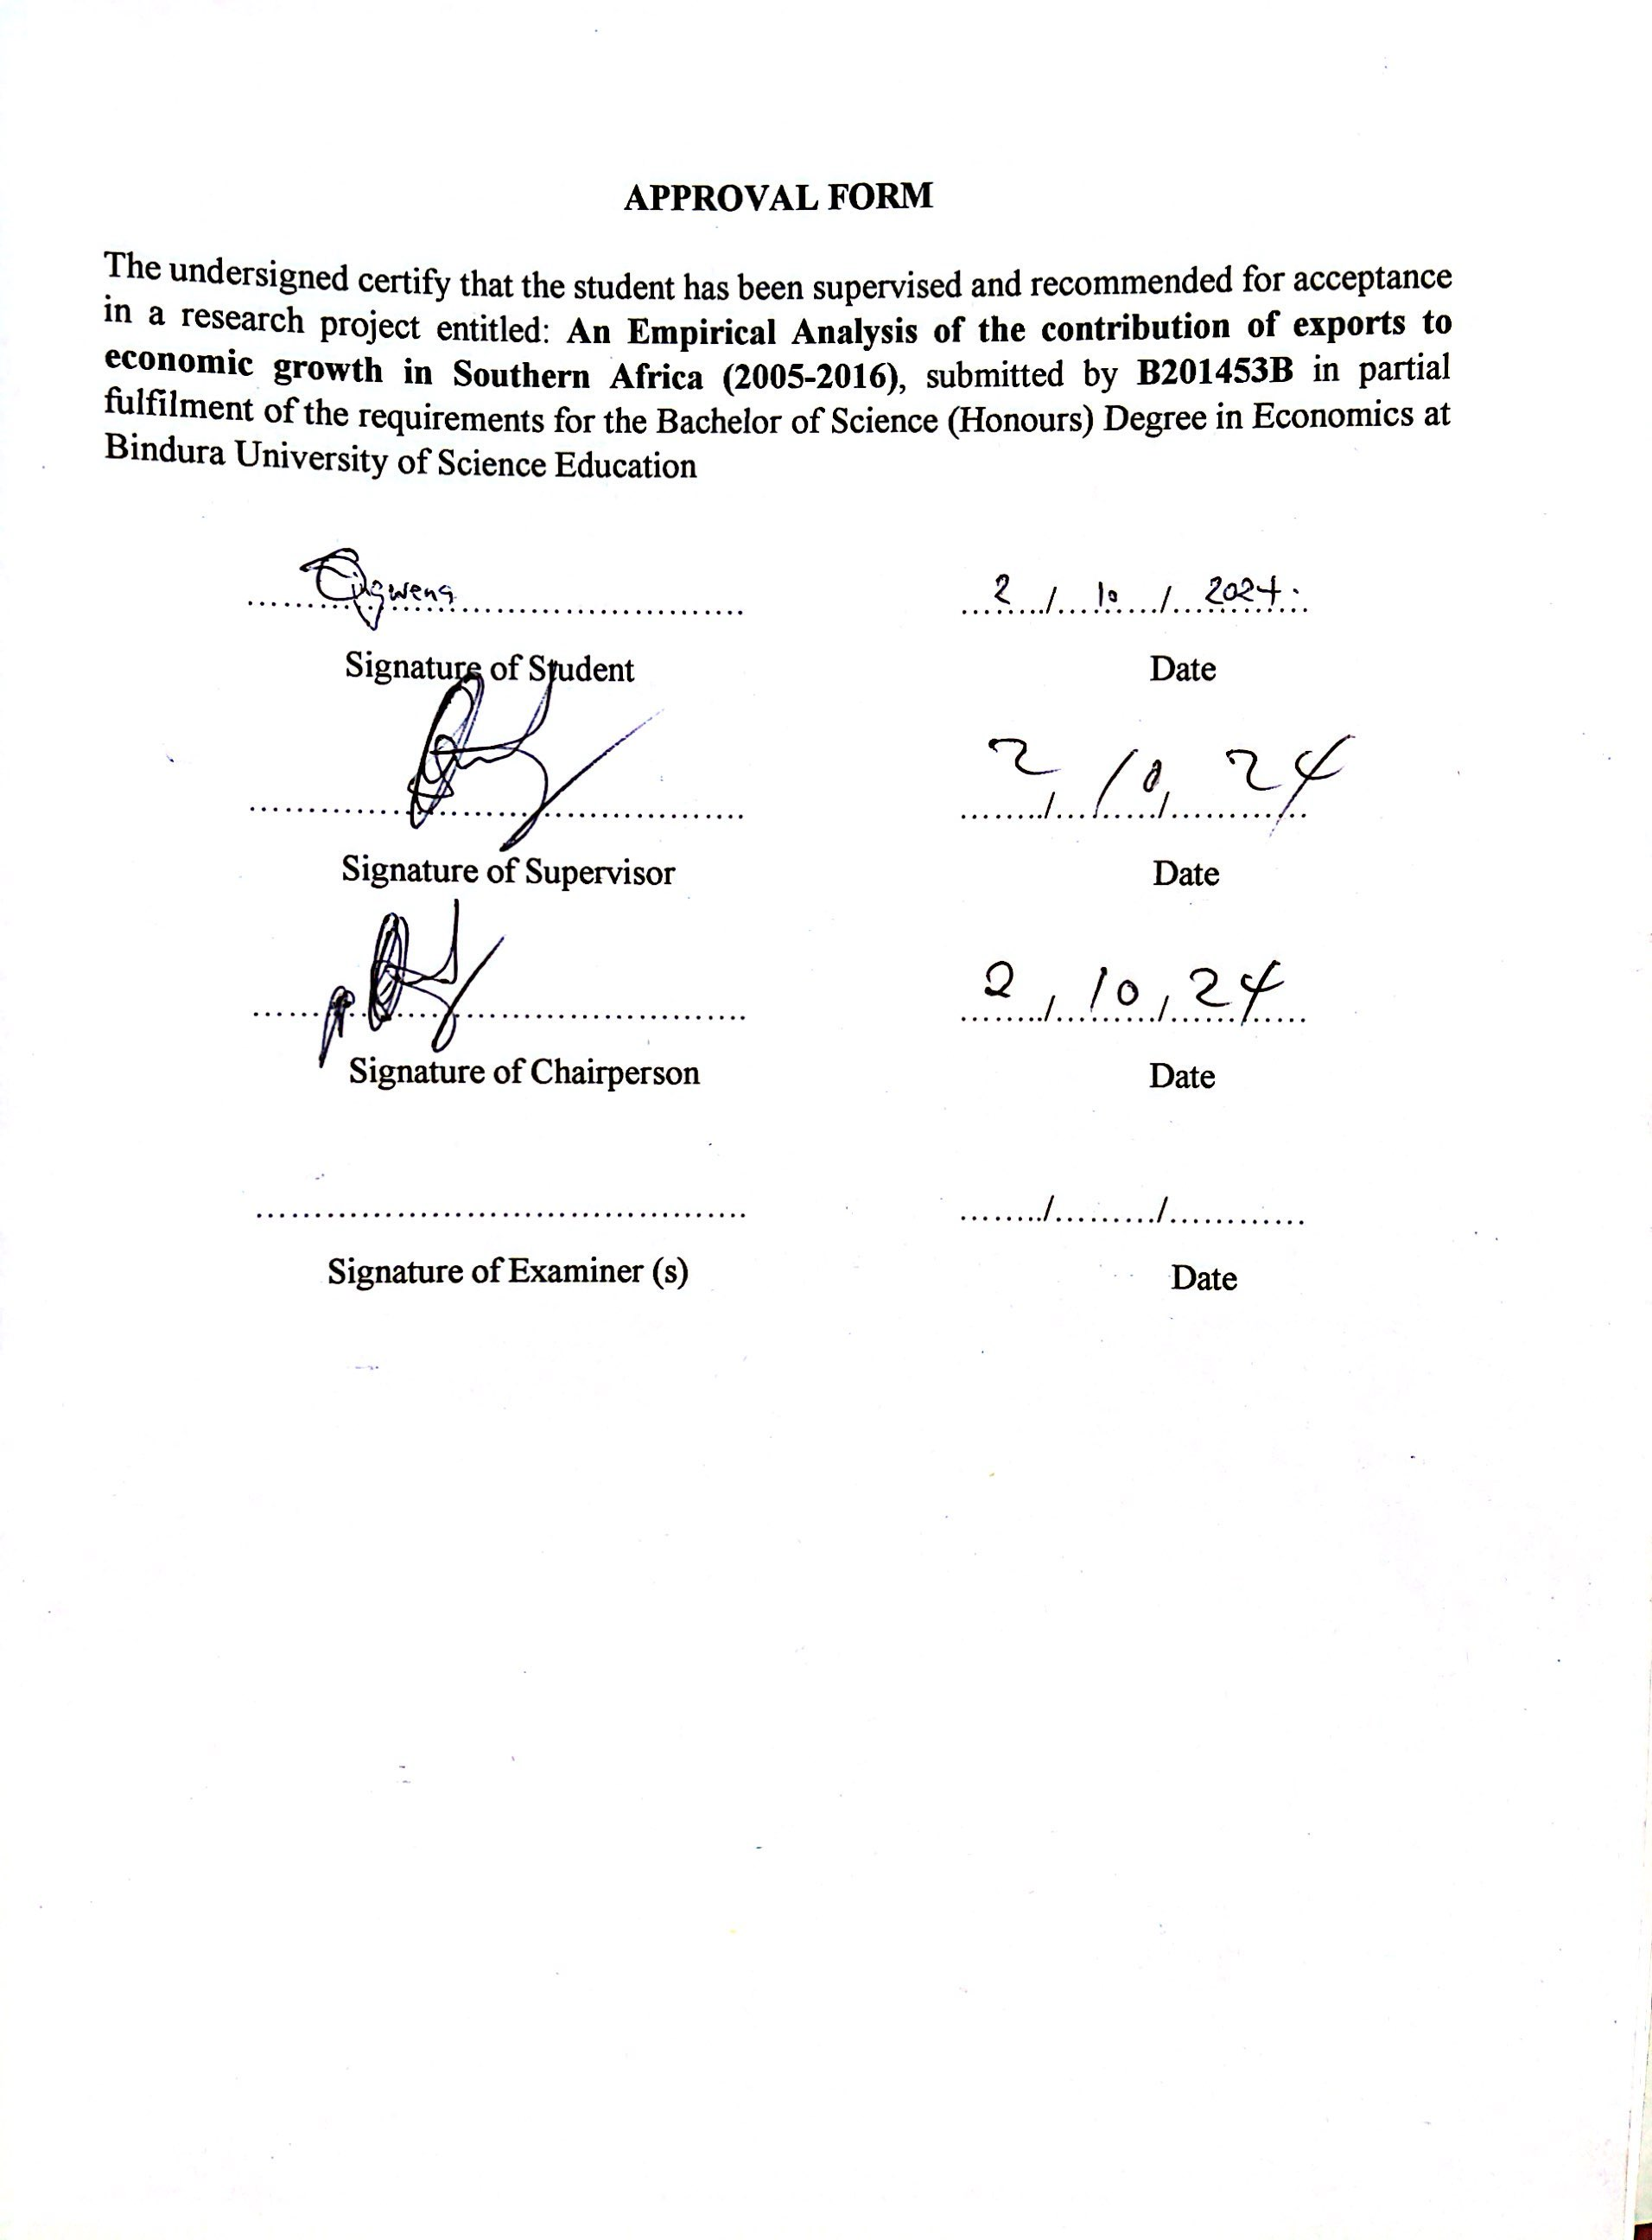 APPROVAL FORM
The undersigned certify that the student has been supervised and recommended for acceptance
in a research project entitled: An Empirical Analysis of the contribution of exports to
economic growth in Southern Africa (2005-2016), submitted by B201453B in partial
fulfilment of the requirements for the Bachelor of Science (Honours) Degree in Economics at
Bindura University of Science Education
2 / 10 / 2024
Signature of Student Date
2 / 10 / 24
Signature of Supervisor Date
2 / 10 / 24
Signature of Chairperson Date
......../........./............
Signature of Examiner (s) Date